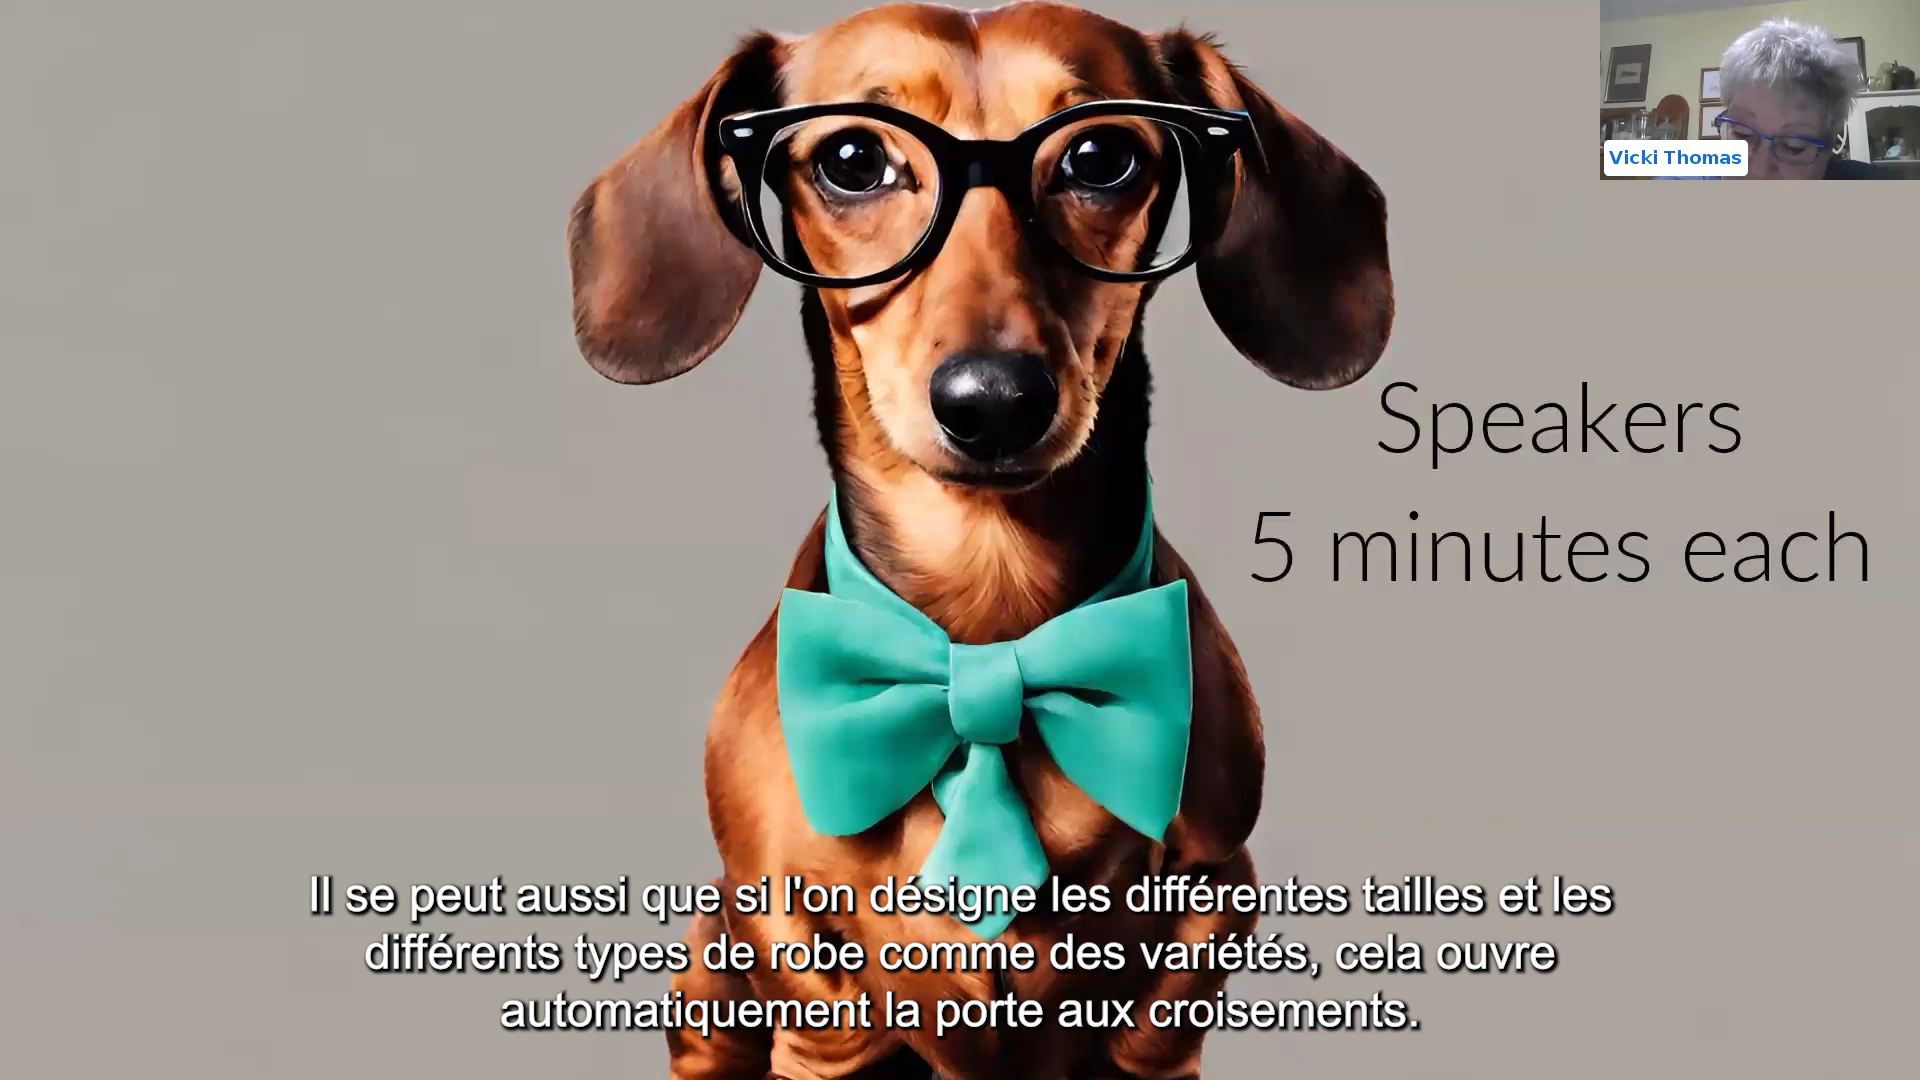 Vicki Thomas
Speakers
5 minutes each
Il se peut aussi que si l'on désigne les différentes tailles et les
différents types de robe comme des variétés, cela ouvre
automatiquement la porte aux croisements.